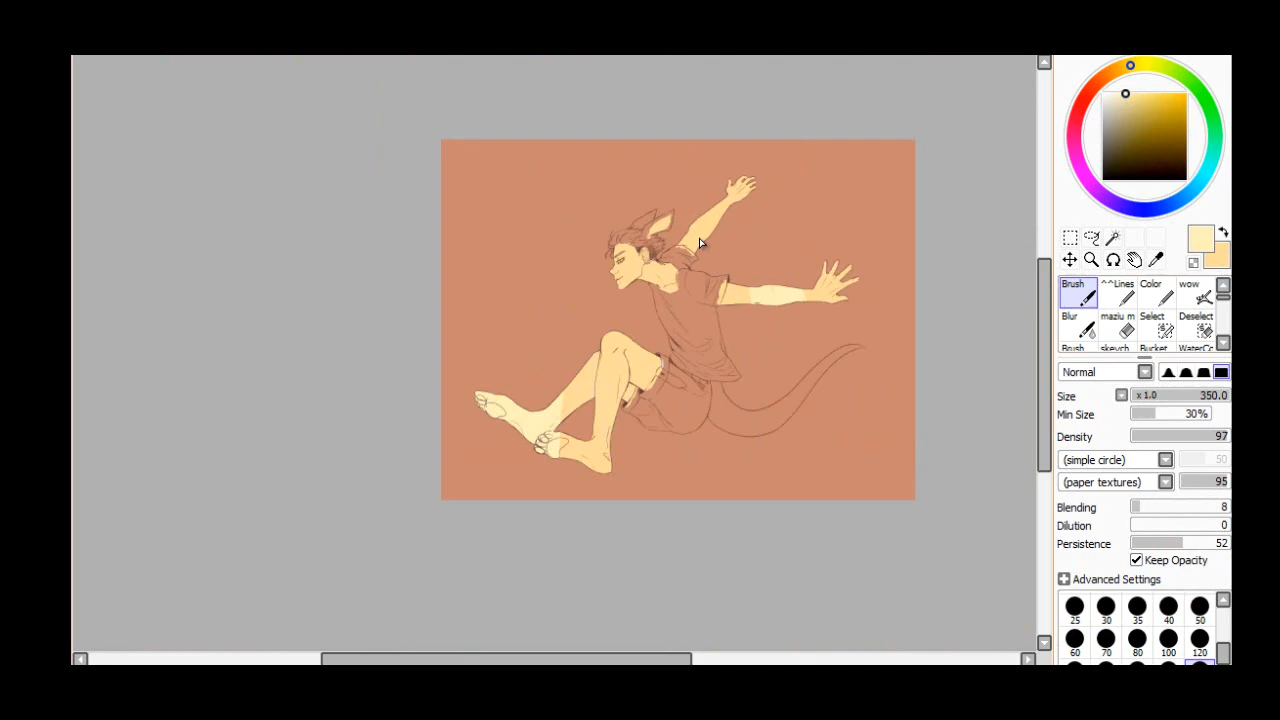 Brush ^^Lines Color wow
Blur maziu m Select Deselect
Brush skeych Bucket WaterCo
Normal
Size x 1.0 350.0
Min Size 30%
Density 97
(simple circle) 50
(paper textures) 95
Blending 8
Dilution 0
Persistence 52
Keep Opacity
Advanced Settings
25 30 35 40 50
60 70 80 100 120